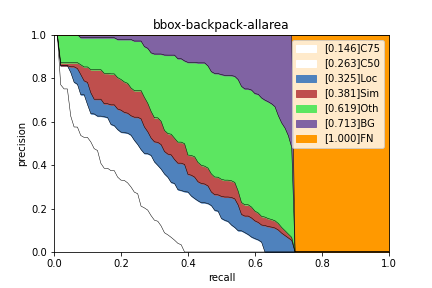 bbox-backpack-allarea
1.0
0.8
0.6
0.4
0.2
0.0
precision
[0.146]C75
[0.263]C50
[0.325]Loc
[0.381]Sim
[0.619]Oth
[0.713]BG
[1.000]FN
0.0 0.2 0.4 0.6 0.8 1.0
recall